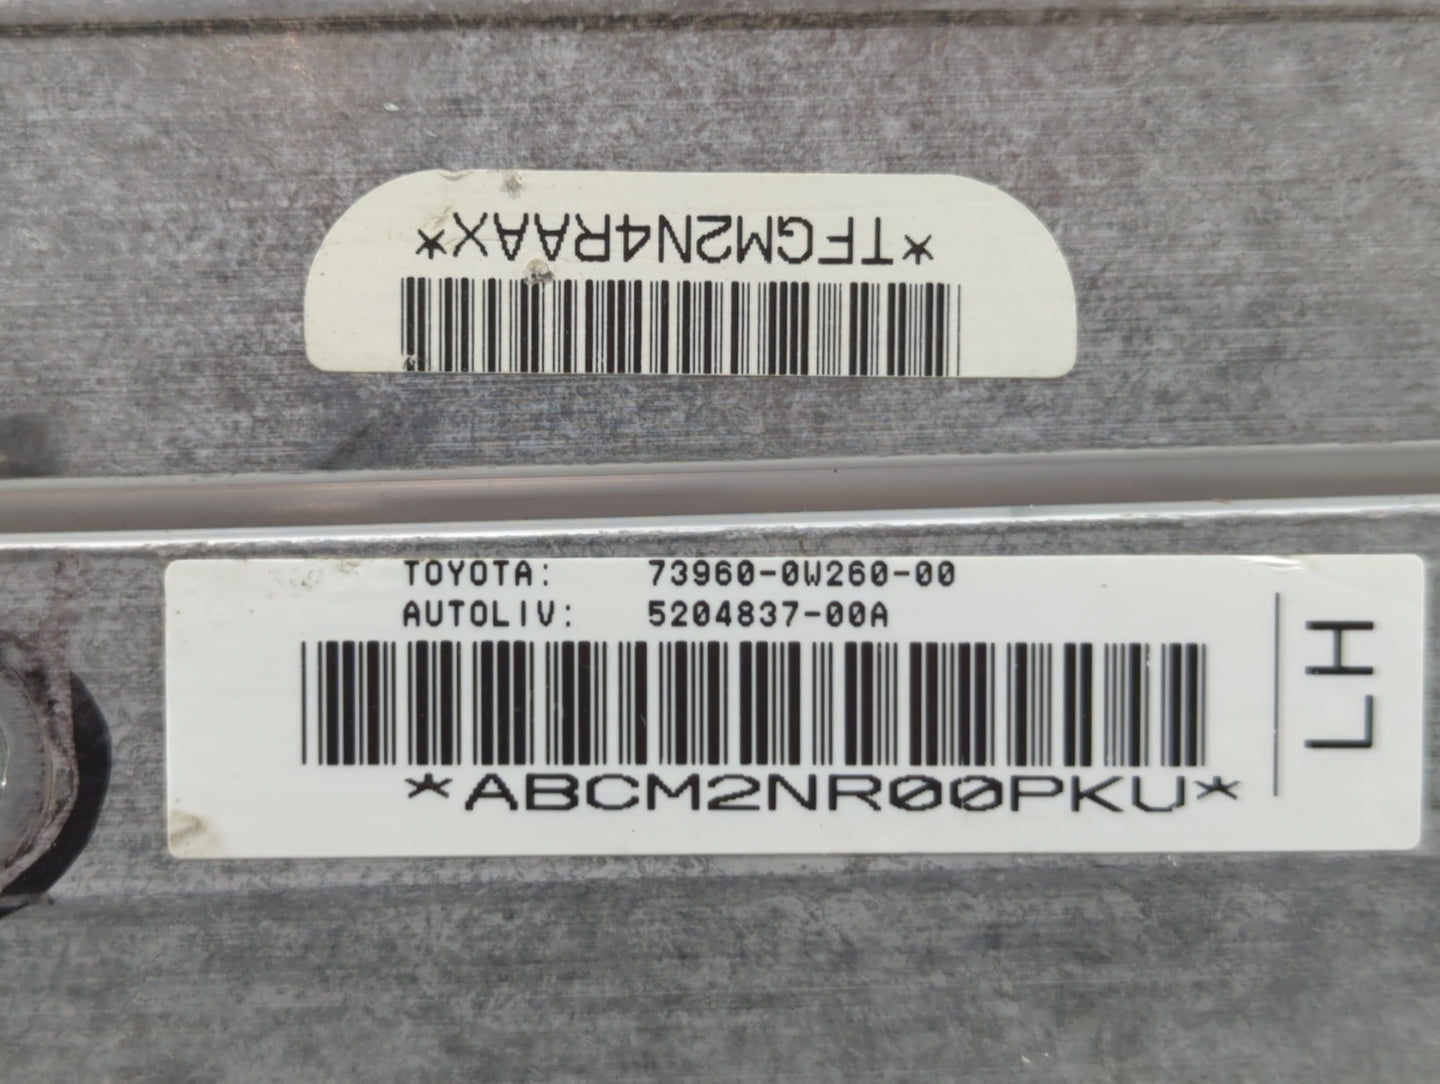 *TFGM2N4RAAX*
TOYOTA: 73960-0W260-00
AUTOLIV: 5204837-00A
*ABCM2NR00PKU*
LH